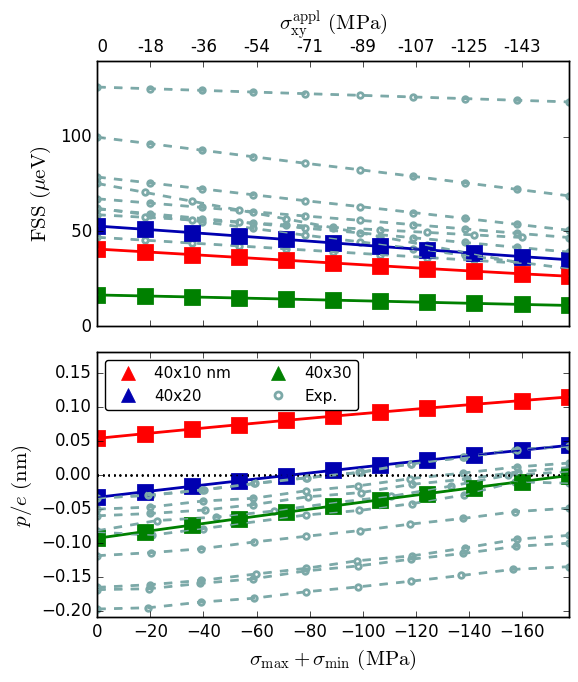 σ_xy^appl (MPa)
0 -18 -36 -54 -71 -89 -107 -125 -143
FSS (μeV)
100
50
0
p/e (nm)
0.15
0.10
0.05
0.00
−0.05
−0.10
−0.15
−0.20
40x10 nm
40x20
40x30
Exp.
0 −20 −40 −60 −80 −100 −120 −140 −160
σ_max + σ_min (MPa)